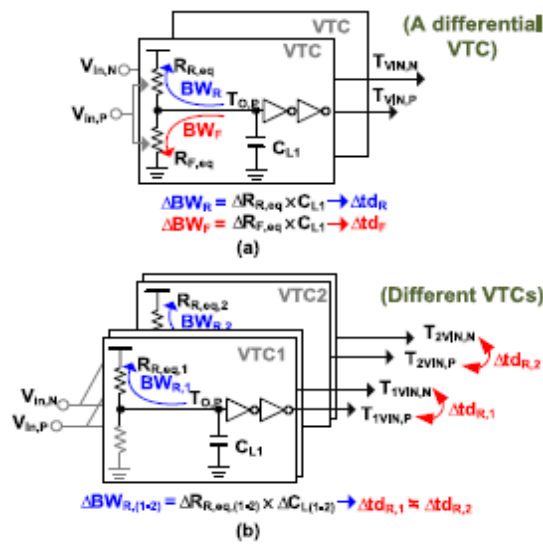 VTC
(A differential
VTC
VTC)
V_in,N
R_R,eq
T_VIN,N
BW_R
T_O,P
T_VIN,P
V_in,P
BW_F
R_F,eq
C_L1
ΔBW_R = ΔR_R,eq × C_L1 → Δtd_R
ΔBW_F = ΔR_F,eq × C_L1 → Δtd_F
(a)
VTC2
(Different VTCs)
R_R,eq,2
BW_R,2
T_2VIN,N
VTC1
R_R,eq,1
T_2VIN,P
Δtd_R,2
BW_R,1
T_O,P
T_1VIN,N
V_in,N
Δtd_R,1
T_1VIN,P
V_in,P
C_L1
ΔBW_R,(1-2) = ΔR_R,eq,(1-2) × ΔC_L(1-2) → Δtd_R,1 ≒ Δtd_R,2
(b)